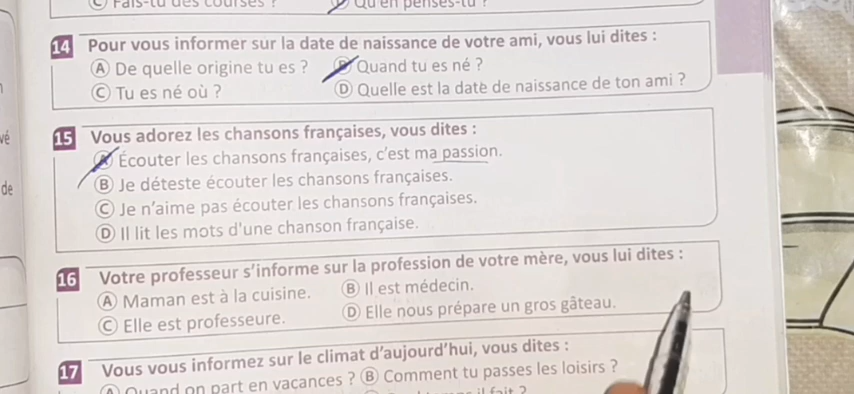 Fais-tu des courses ?
Qu'en penses-tu ?
14 Pour vous informer sur la date de naissance de votre ami, vous lui dites :
Ⓐ De quelle origine tu es ? Ⓑ Quand tu es né ?
Ⓒ Tu es né où ? Ⓓ Quelle est la date de naissance de ton ami ?
vé
15 Vous adorez les chansons françaises, vous dites :
Ⓐ Écouter les chansons françaises, c'est ma passion.
de
Ⓑ Je déteste écouter les chansons françaises.
Ⓒ Je n'aime pas écouter les chansons françaises.
Ⓓ Il lit les mots d'une chanson française.
16 Votre professeur s'informe sur la profession de votre mère, vous lui dites :
Ⓐ Maman est à la cuisine. Ⓑ Il est médecin.
Ⓒ Elle est professeure. Ⓓ Elle nous prépare un gros gâteau.
17 Vous vous informez sur le climat d'aujourd'hui, vous dites :
Ⓐ Quand on part en vacances ? Ⓑ Comment tu passes les loisirs ?
il fait ?